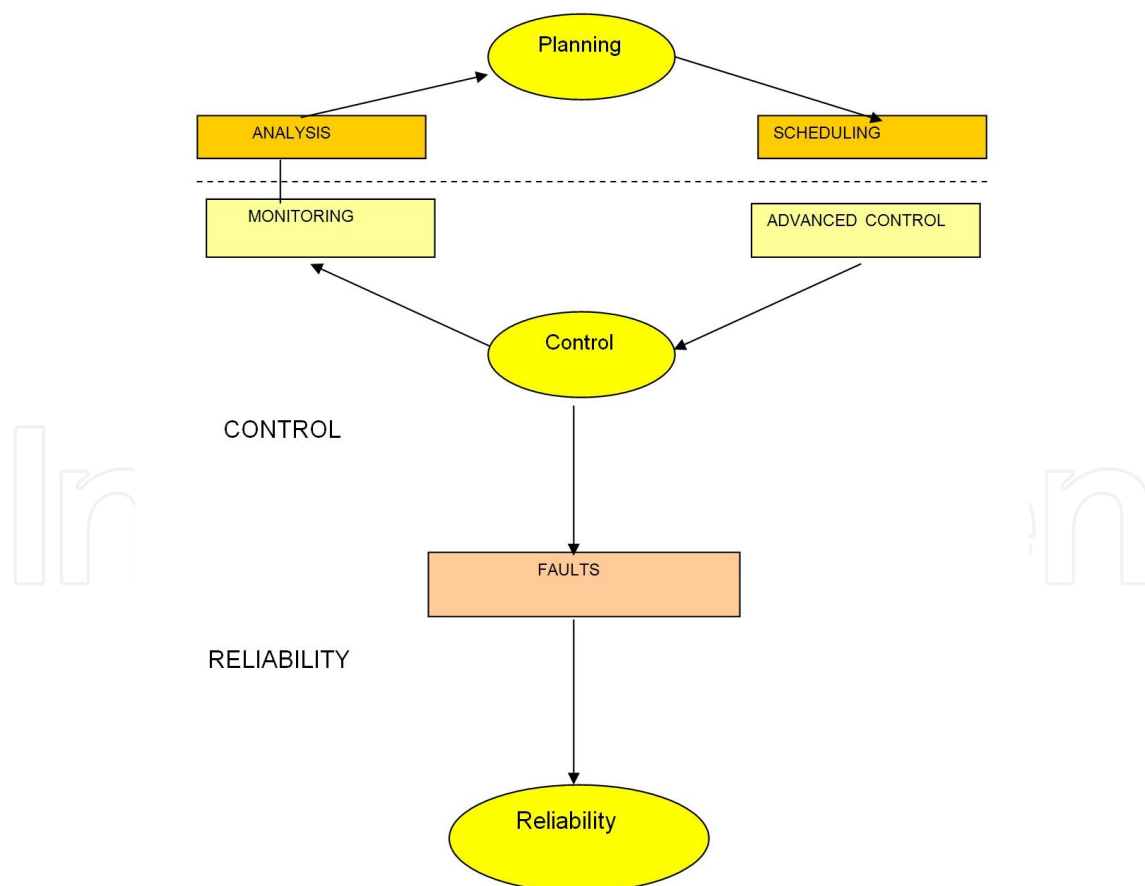 Planning
ANALYSIS
SCHEDULING
MONITORING
ADVANCED CONTROL
Control
CONTROL
FAULTS
RELIABILITY
Reliability